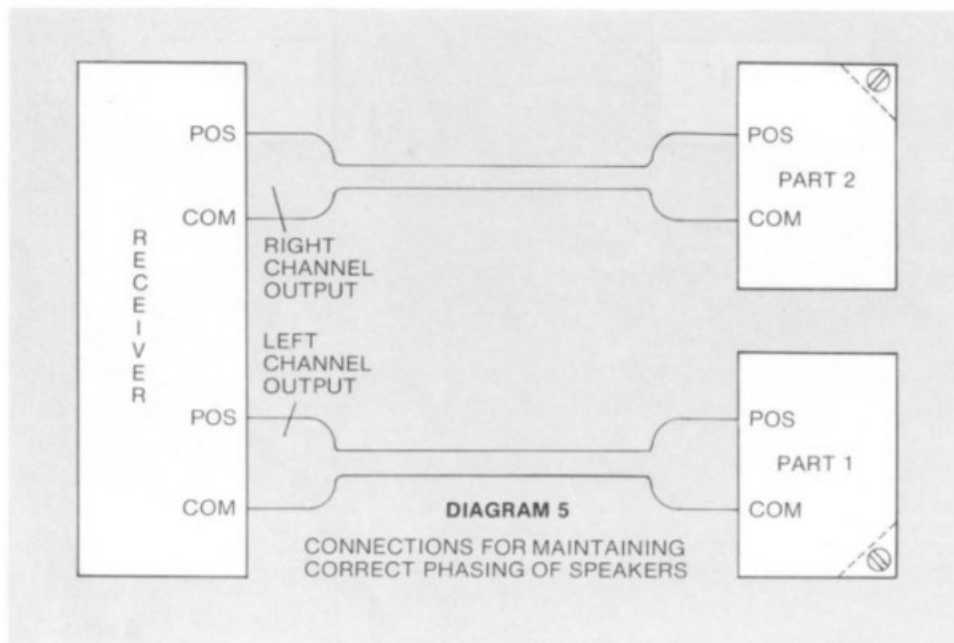 POS
COM
RIGHT
CHANNEL
OUTPUT
RECEIVER
LEFT
CHANNEL
OUTPUT
POS
COM
POS
PART 2
COM
POS
PART 1
COM
DIAGRAM 5
CONNECTIONS FOR MAINTAINING
CORRECT PHASING OF SPEAKERS